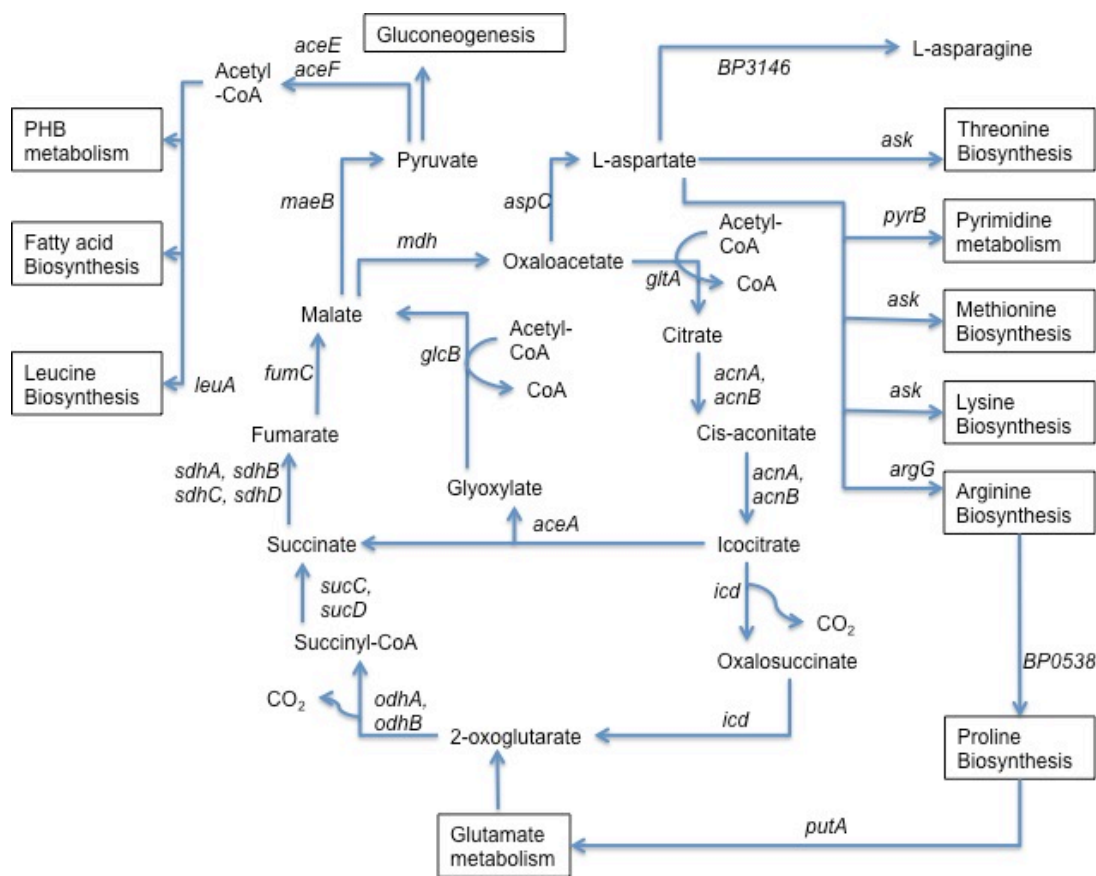 Gluconeogenesis
aceE
aceF
Acetyl
-CoA
L-asparagine
BP3146
PHB
metabolism
Pyruvate
L-aspartate
ask
Threonine
Biosynthesis
maeB
aspC
Acetyl-
CoA
pyrB
Pyrimidine
metabolism
Fatty acid
Biosynthesis
mdh
Oxaloacetate
gltA
CoA
Malate
Citrate
ask
Methionine
Biosynthesis
Acetyl-
CoA
glcB
CoA
Leucine
Biosynthesis
leuA
fumC
acnA,
acnB
ask
Lysine
Biosynthesis
Fumarate
Cis-aconitate
sdhA, sdhB
sdhC, sdhD
Glyoxylate
acnA,
acnB
argG
Arginine
Biosynthesis
aceA
Succinate
Icocitrate
sucC,
sucD
icd
CO2
Succinyl-CoA
Oxalosuccinate
BP0538
CO2
odhA,
odhB
icd
2-oxoglutarate
Proline
Biosynthesis
Glutamate
metabolism
putA